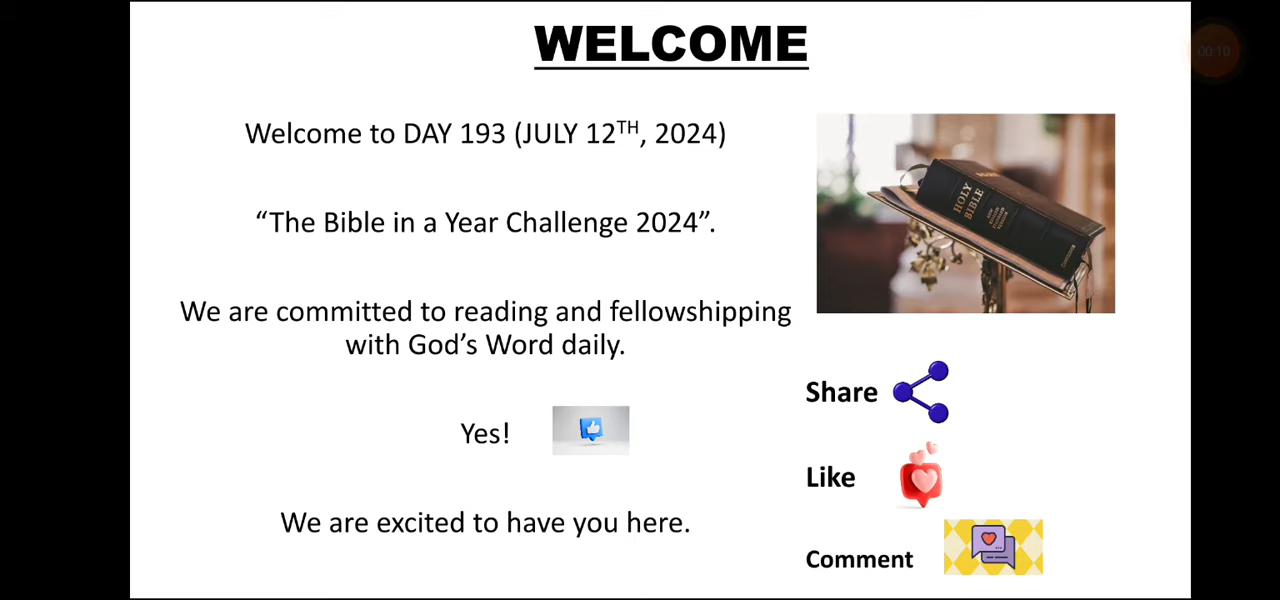 WELCOME
Welcome to DAY 193 (JULY 12TH, 2024)
“The Bible in a Year Challenge 2024”.
We are committed to reading and fellowshipping
with God’s Word daily.
Yes!
We are excited to have you here.
00:10
HOLY
BIBLE
Share
Like
Comment